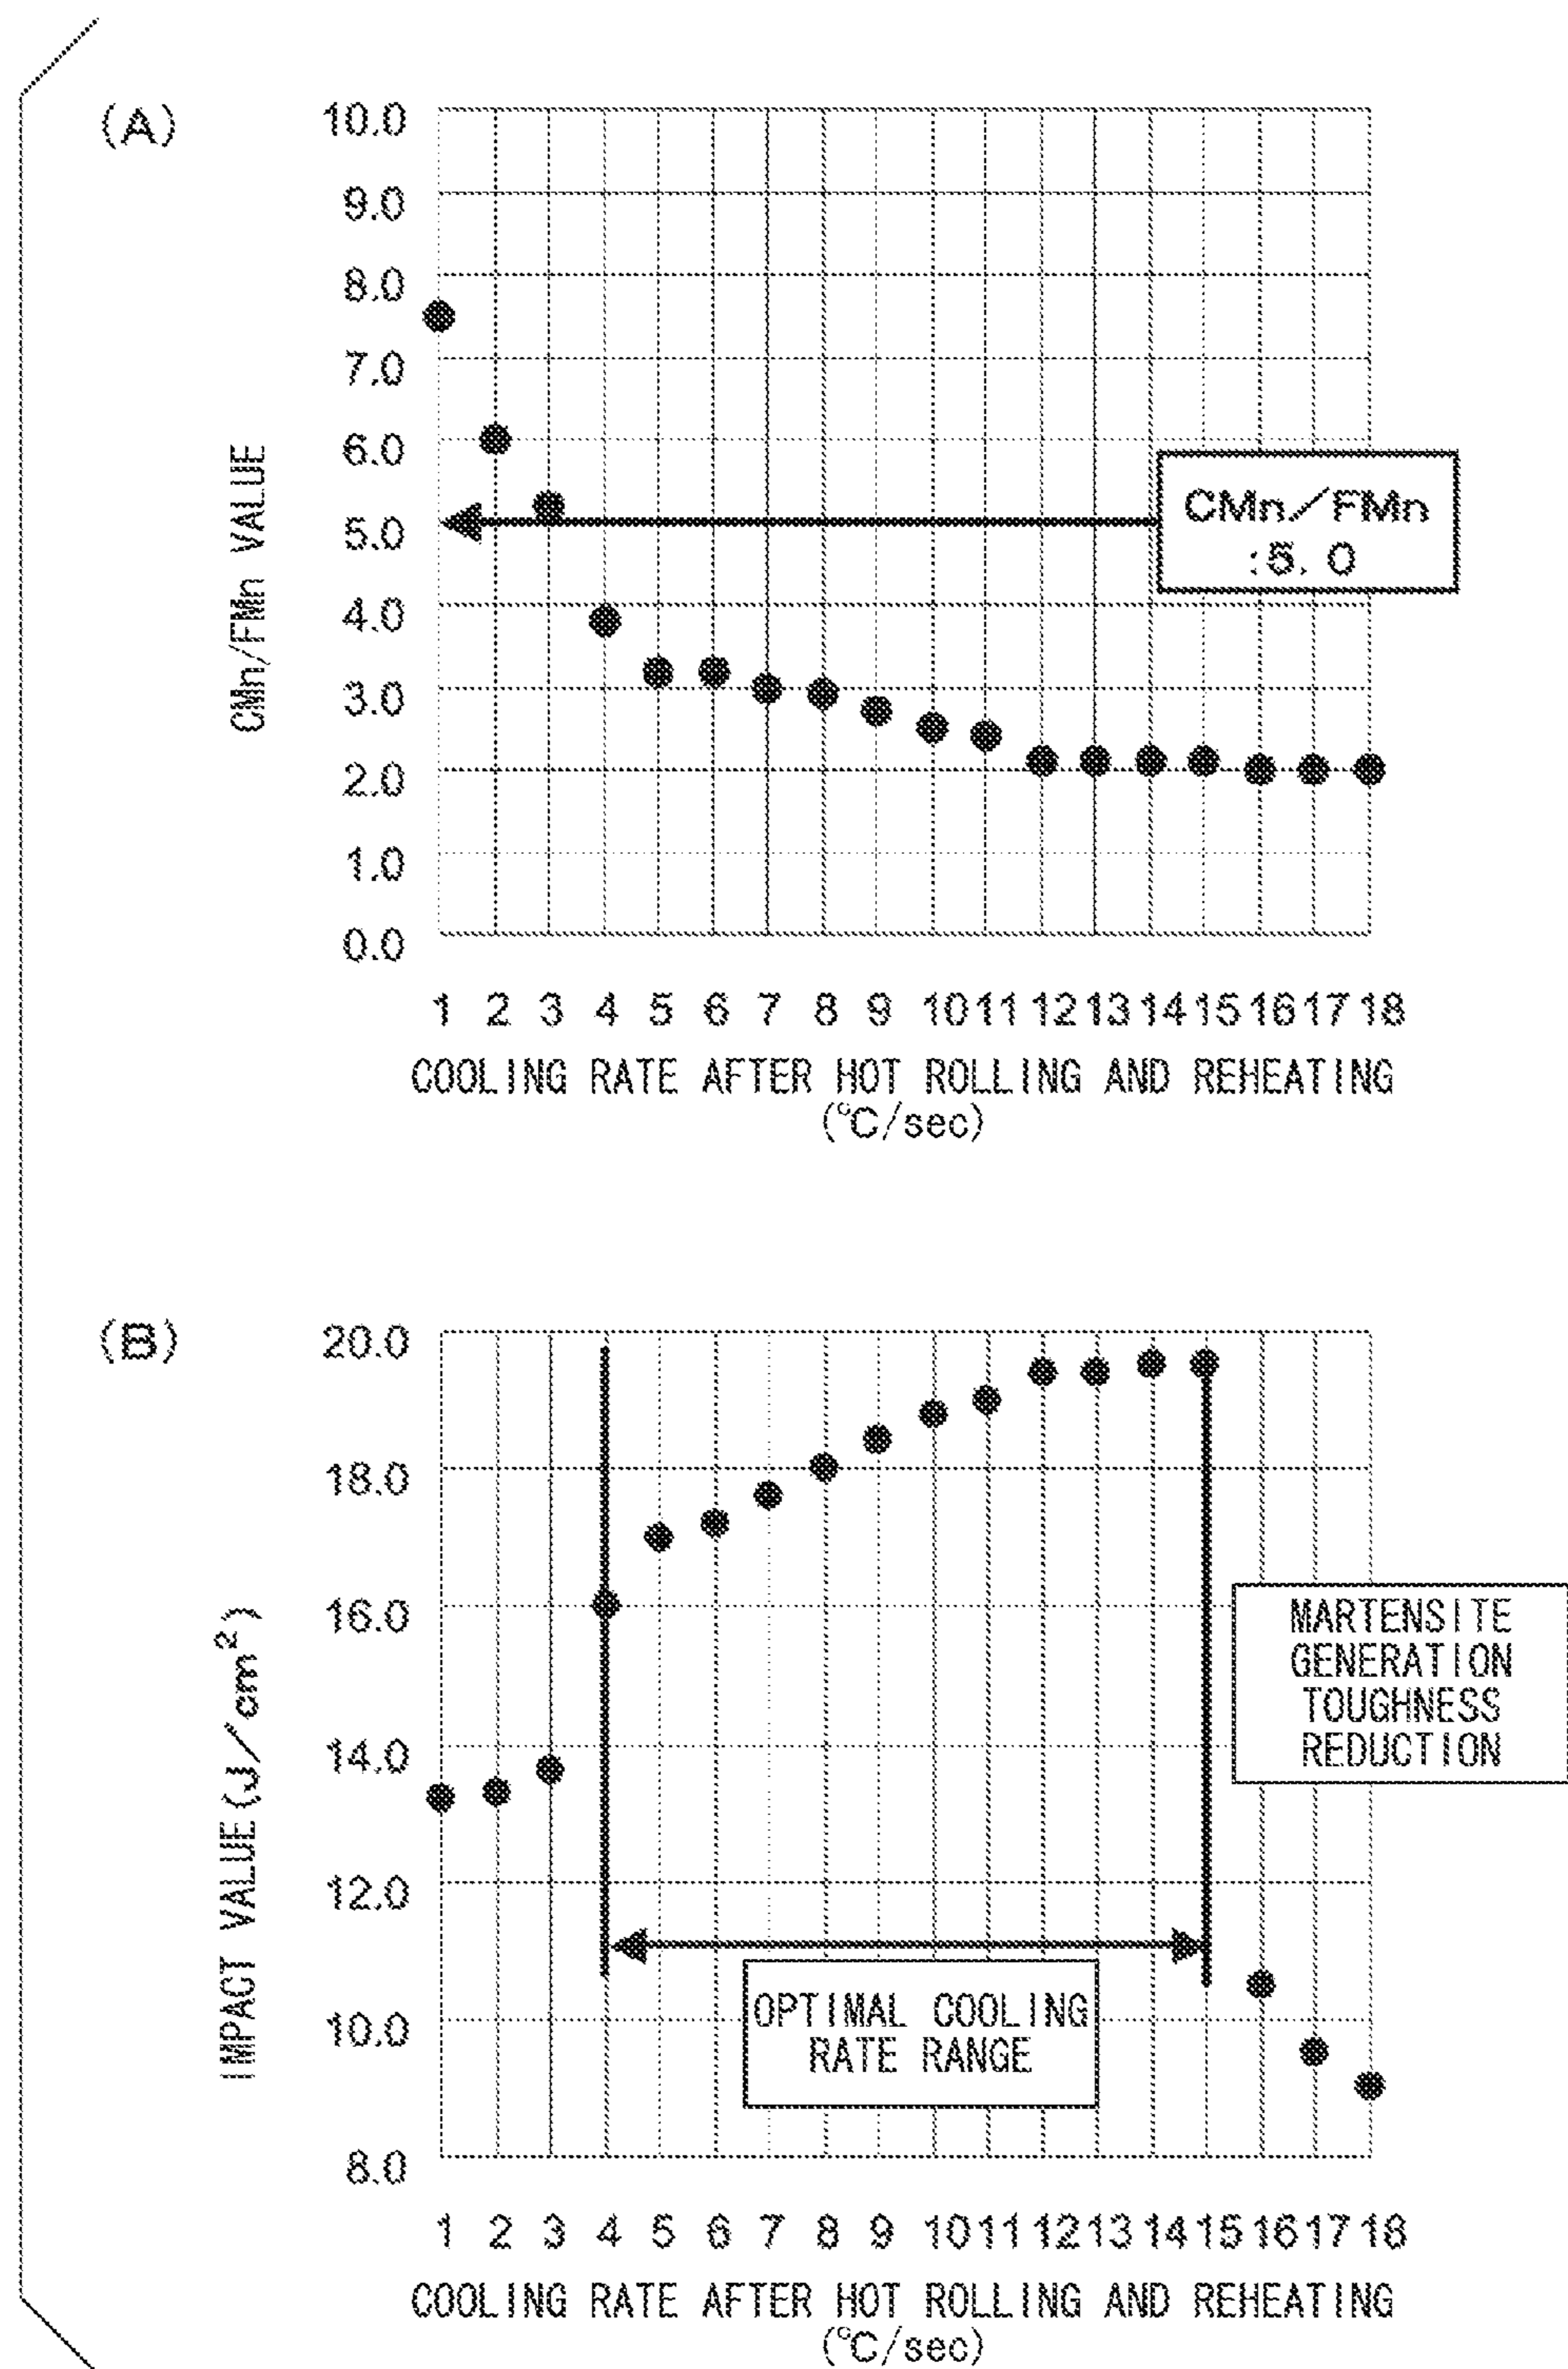 (A)
10.0
9.0
8.0
7.0
6.0
5.0
4.0
3.0
2.0
1.0
0.0
CMn/FMn VALUE
CMn/FMn
:5.0
1 2 3 4 5 6 7 8 9 10 11 12 13 14 15 16 17 18
COOLING RATE AFTER HOT ROLLING AND REHEATING
(°C/sec)
(B)
20.0
18.0
16.0
14.0
12.0
10.0
8.0
IMPACT VALUE (J/cm²)
MARTENSITE
GENERATION
TOUGHNESS
REDUCTION
OPTIMAL COOLING
RATE RANGE
1 2 3 4 5 6 7 8 9 10 11 12 13 14 15 16 17 18
COOLING RATE AFTER HOT ROLLING AND REHEATING
(°C/sec)